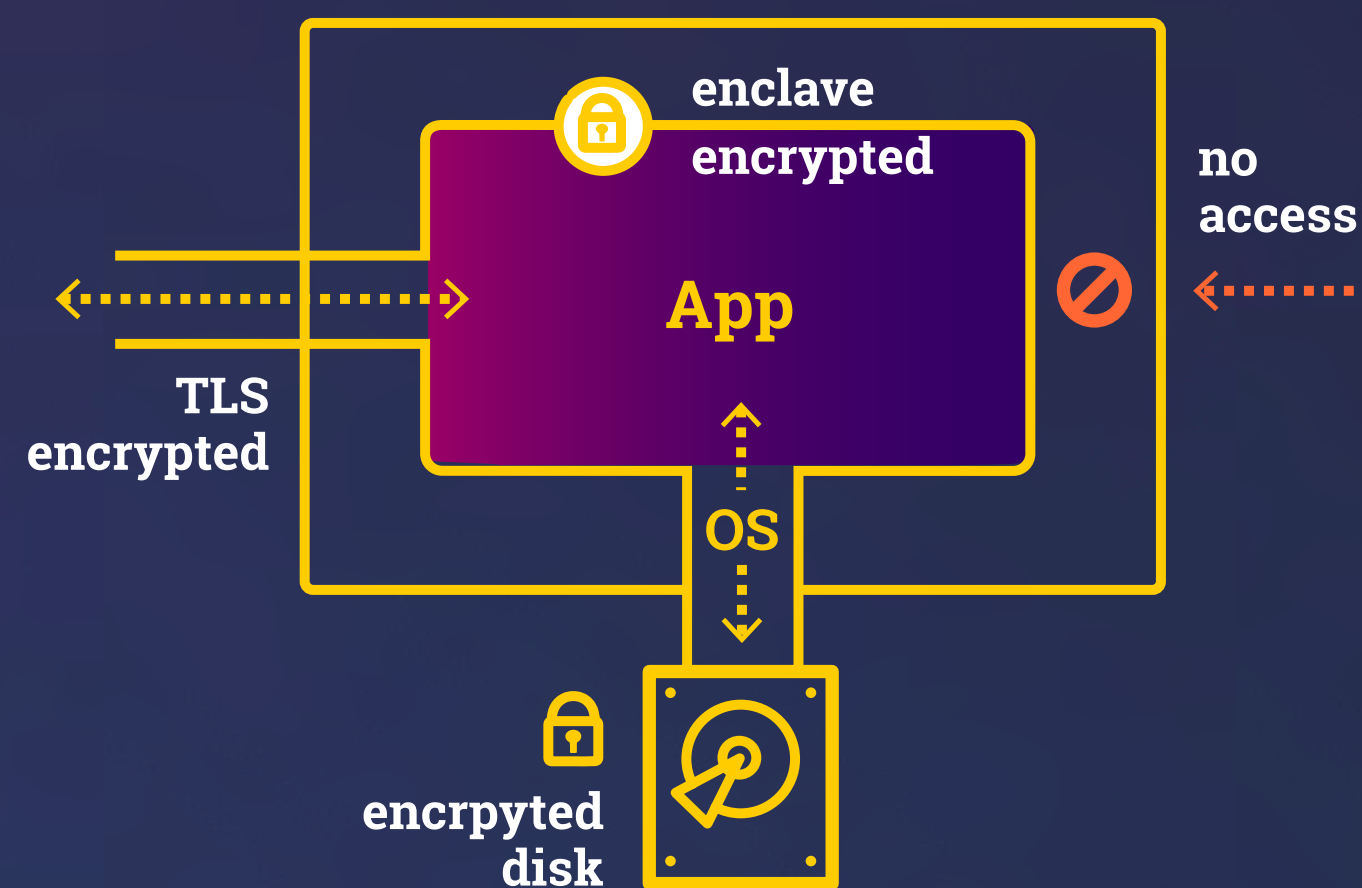 enclave
encrypted
no
access
App
TLS
encrypted
OS
encrpyted
disk